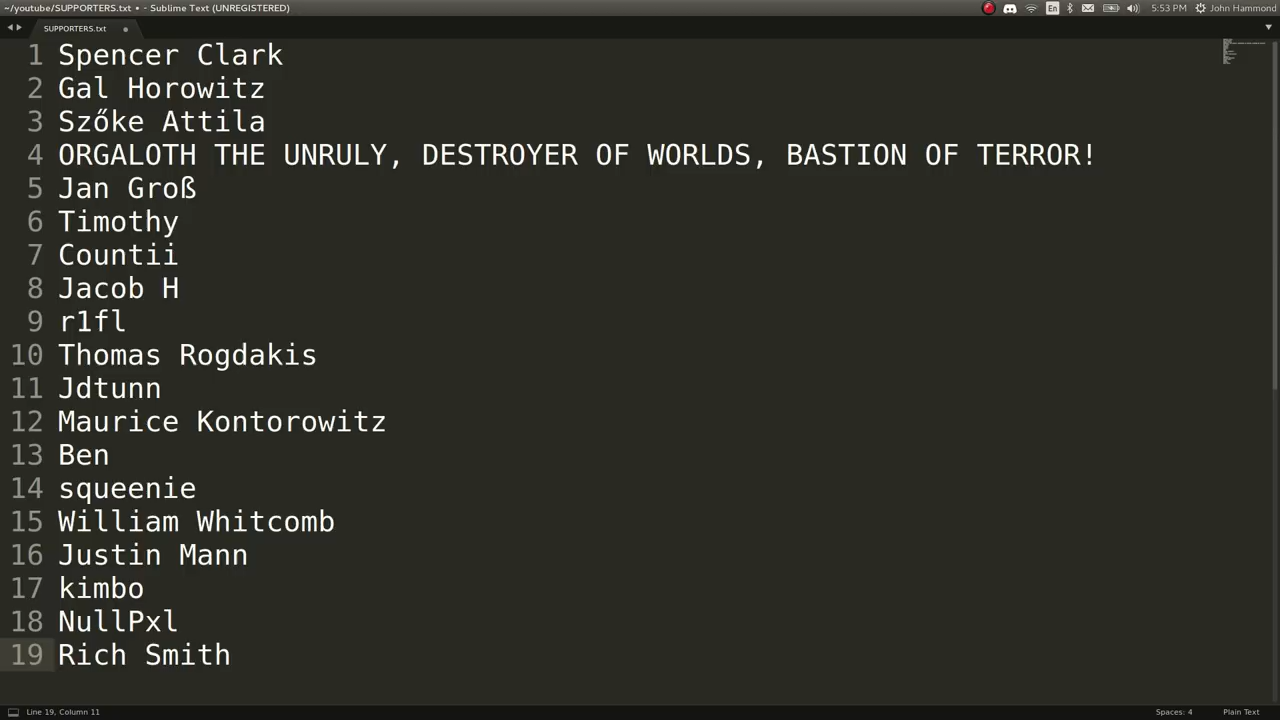 ~/youtube/SUPPORTERS.txt • - Sublime Text (UNREGISTERED)
En
5:53 PM
John Hammond
SUPPORTERS.txt
1 Spencer Clark
2 Gal Horowitz
3 Szőke Attila
4 ORGALOTH THE UNRULY, DESTROYER OF WORLDS, BASTION OF TERROR!
5 Jan Groß
6 Timothy
7 Countii
8 Jacob H
9 r1fl
10 Thomas Rogdakis
11 Jdtunn
12 Maurice Kontorowitz
13 Ben
14 squeenie
15 William Whitcomb
16 Justin Mann
17 kimbo
18 NullPxl
19 Rich Smith
Line 19, Column 11
Spaces: 4
Plain Text